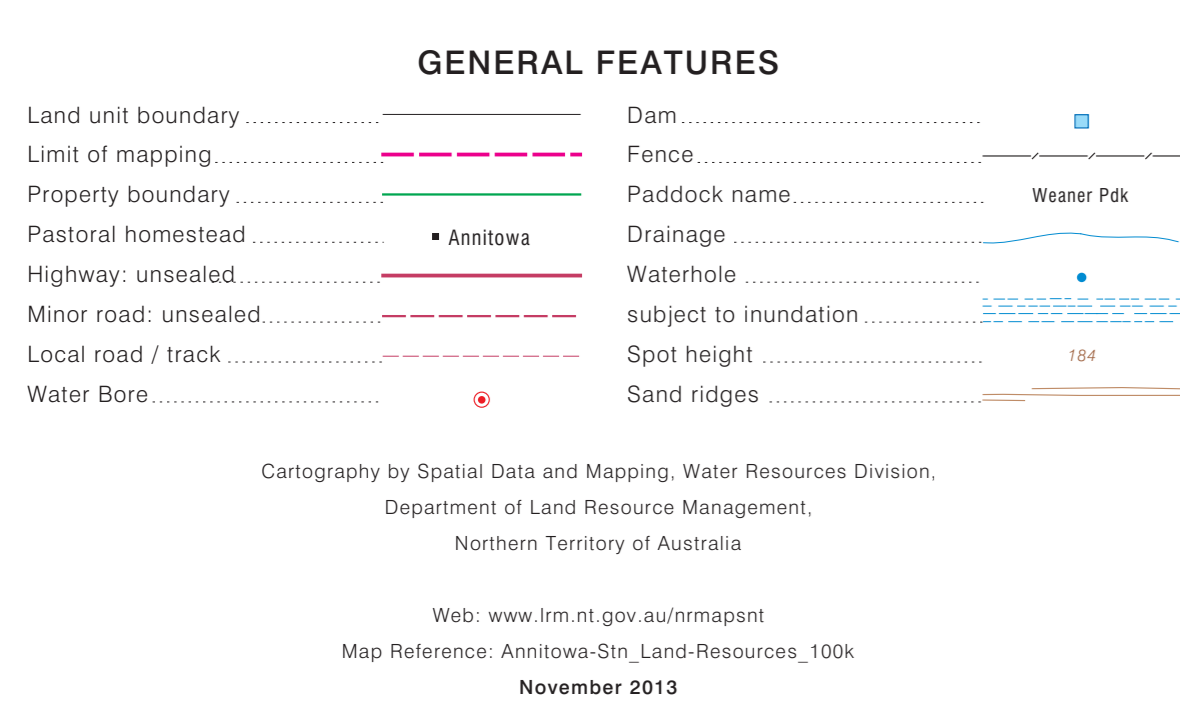 GENERAL FEATURES
Land unit boundary
Limit of mapping
Property boundary
Pastoral homestead Annitowa
Highway: unsealed
Minor road: unsealed
Local road / track
Water Bore
Dam
Fence
Paddock name Weaner Pdk
Drainage
Waterhole
subject to inundation
Spot height 184
Sand ridges
Cartography by Spatial Data and Mapping, Water Resources Division,
Department of Land Resource Management,
Northern Territory of Australia
Web: www.lrm.nt.gov.au/nrmapsnt
Map Reference: Annitowa-Stn_Land-Resources_100k
November 2013